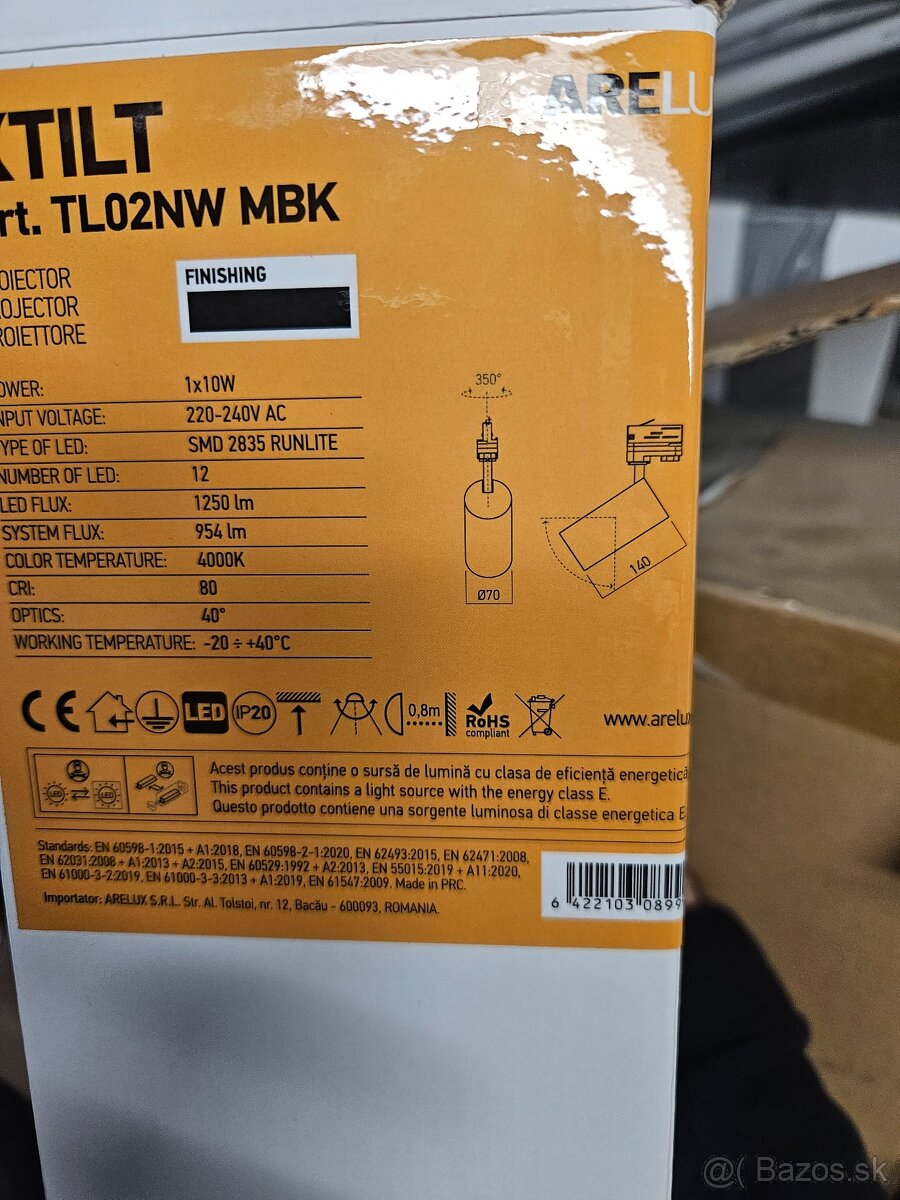 ARELU
XTILT
rt. TL02NW MBK
OIECTOR
OJECTOR
ROIETTORE
FINISHING
OWER: 1x10W
NPUT VOLTAGE: 220-240V AC
YPE OF LED: SMD 2835 RUNLITE
NUMBER OF LED: 12
LED FLUX: 1250 lm
SYSTEM FLUX: 954 lm
COLOR TEMPERATURE: 4000K
CRI: 80
OPTICS: 40°
WORKING TEMPERATURE: -20 ÷ +40°C
350°
Ø70
140
CE
LED
IP20
0,8m
RoHS
compliant
www.arelux
LED
LED
Acest produs conține o sursă de lumină cu clasa de eficiență energetică
This product contains a light source with the energy class E.
Questo prodotto contiene una sorgente luminosa di classe energetica E
Standards: EN 60598-1:2015 + A1:2018, EN 60598-2-1:2020, EN 62493:2015, EN 62471:2008,
EN 62031:2008 + A1:2013 + A2:2015, EN 60529:1992 + A2:2013, EN 55015:2019 + A11:2020,
EN 61000-3-2:2019, EN 61000-3-3:2013 + A1:2019, EN 61547:2009. Made in PRC.
Importator: ARELUX S.R.L. Str. Al. Tolstoi, nr. 12, Bacău - 600093, ROMANIA.
6 422103 0899
@( Bazos.sk